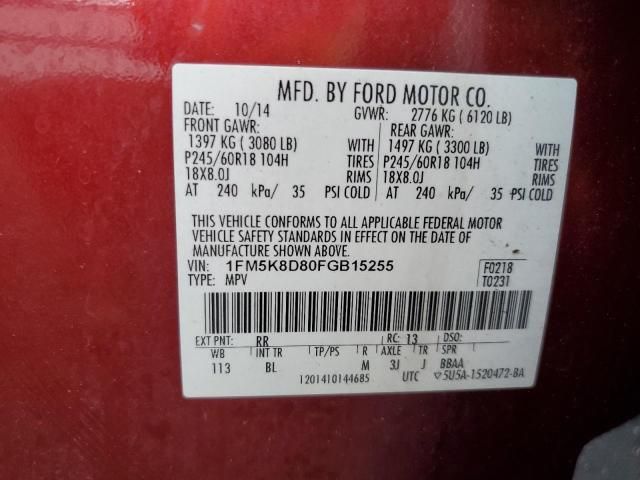 MFD. BY FORD MOTOR CO.
DATE: 10/14 GVWR: 2776 KG ( 6120 LB)
FRONT GAWR: REAR GAWR:
1397 KG ( 3080 LB) WITH 1497 KG ( 3300 LB) WITH
P245/60R18 104H TIRES P245/60R18 104H TIRES
18X8.0J RIMS 18X8.0J RIMS
AT 240 kPa/ 35 PSI COLD AT 240 kPa/ 35 PSI COLD
THIS VEHICLE CONFORMS TO ALL APPLICABLE FEDERAL MOTOR
VEHICLE SAFETY STANDARDS IN EFFECT ON THE DATE OF
MANUFACTURE SHOWN ABOVE.
VIN: 1FM5K8D80FGB15255 F0218
TYPE: MPV T0231
EXT PNT: RR RC: 13 DSO:
WB INT TR TP/PS R AXLE TR SPR
113 BL M 3J J BBAA
1201410144685 UTC ▽5U5A-1520472-BA